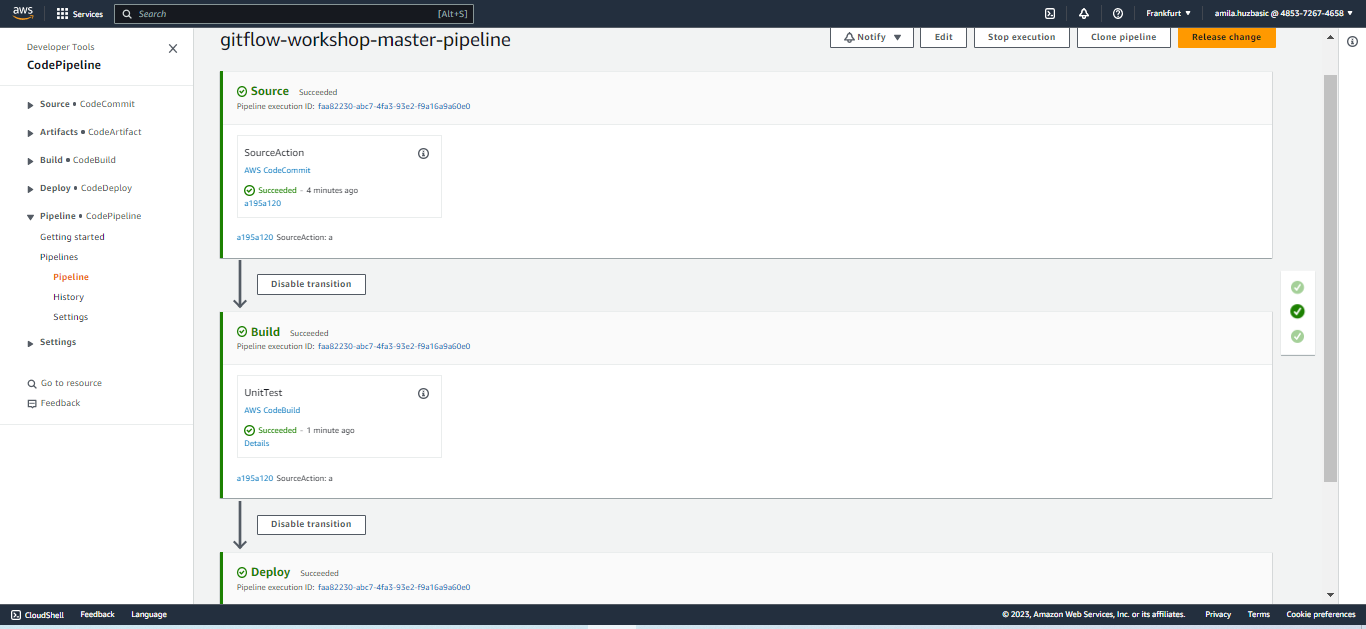 aws Services Search [Alt+S] Frankfurt ▼ amila.huzbasic @ 4853-7267-4658 ▼
Developer Tools
CodePipeline
Source • CodeCommit
Artifacts • CodeArtifact
Build • CodeBuild
Deploy • CodeDeploy
Pipeline • CodePipeline
Getting started
Pipelines
Pipeline
History
Settings
Settings
Go to resource
Feedback
gitflow-workshop-master-pipeline
Notify ▼ Edit Stop execution Clone pipeline Release change
Source Succeeded
Pipeline execution ID: faa82230-abc7-4fa3-93e2-f9a16a9a60e0
SourceAction
AWS CodeCommit
Succeeded - 4 minutes ago
a195a120
a195a120 SourceAction: a
Disable transition
Build Succeeded
Pipeline execution ID: faa82230-abc7-4fa3-93e2-f9a16a9a60e0
UnitTest
AWS CodeBuild
Succeeded - 1 minute ago
Details
a195a120 SourceAction: a
Disable transition
Deploy Succeeded
Pipeline execution ID: faa82230-abc7-4fa3-93e2-f9a16a9a60e0
CloudShell Feedback Language © 2023, Amazon Web Services, Inc. or its affiliates. Privacy Terms Cookie preferences